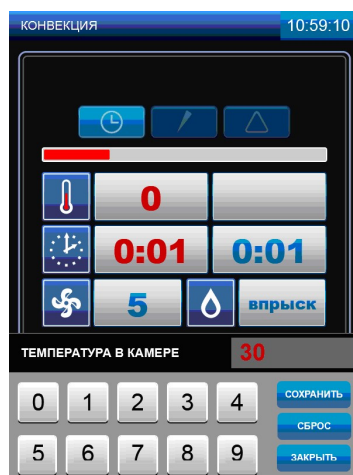 КОНВЕКЦИЯ 10:59:10
0
0:01 0:01
5 впрыск
ТЕМПЕРАТУРА В КАМЕРЕ 30
0 1 2 3 4 СОХРАНИТЬ
СБРОС
5 6 7 8 9 ЗАКРЫТЬ